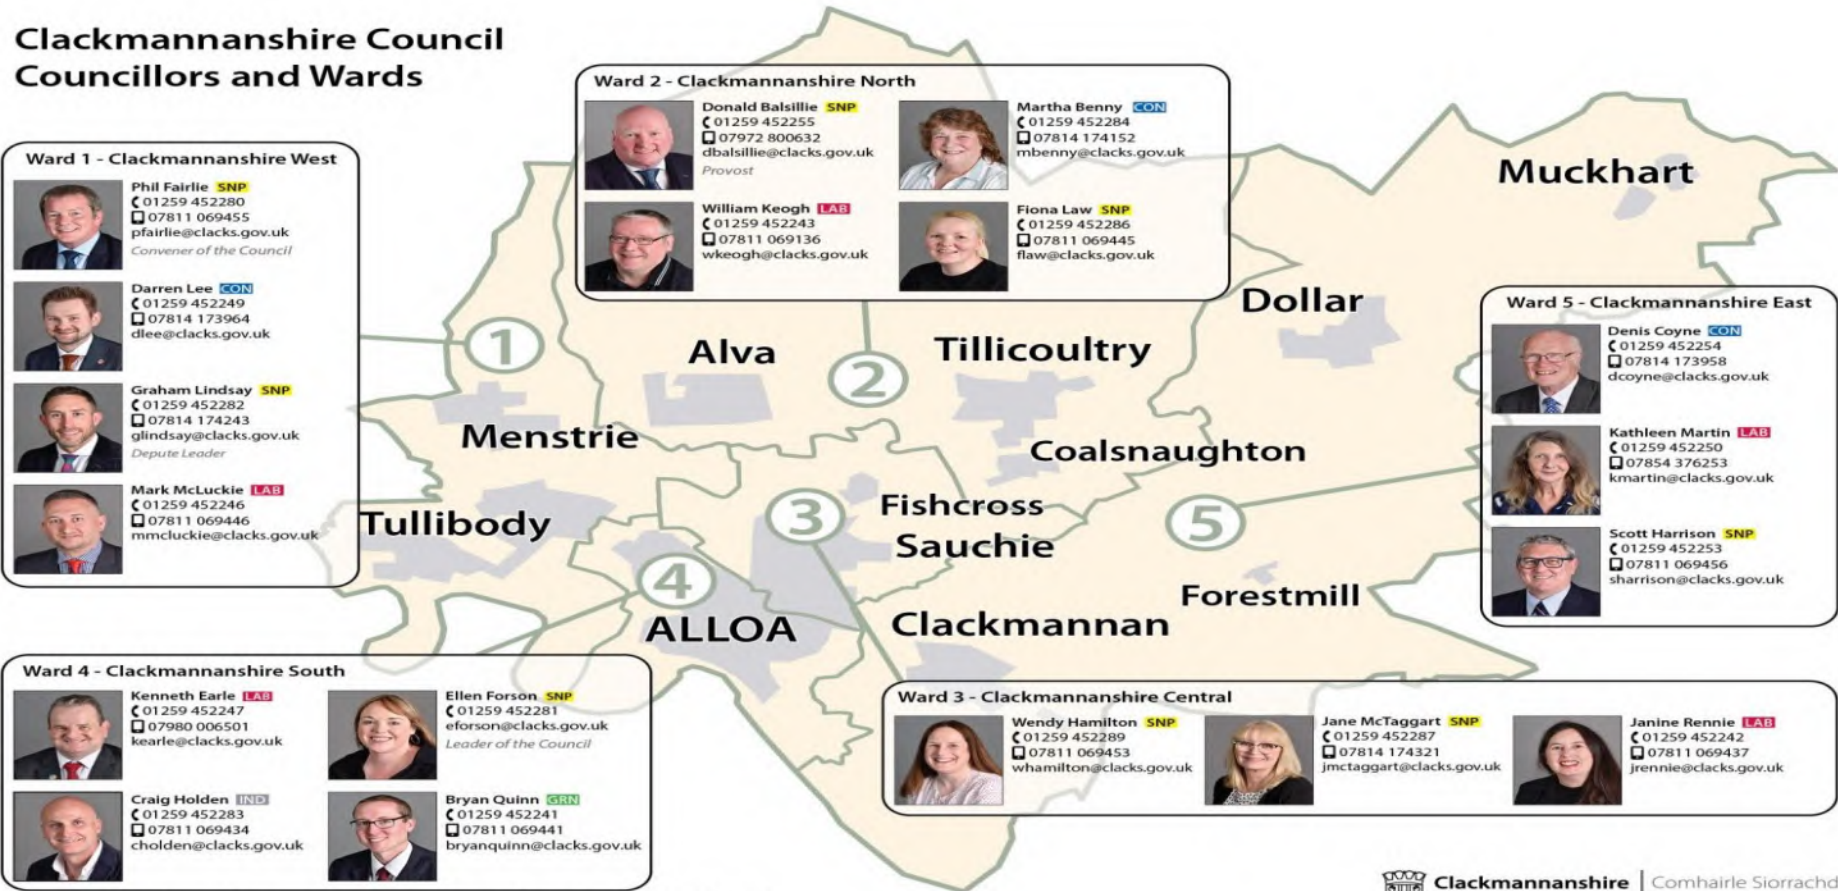 Clackmannanshire Council
Councillors and Wards
Ward 1 - Clackmannanshire West
Phil Fairlie SNP
01259 452280
07811 069455
pfairlie@clacks.gov.uk
Convener of the Council
Darren Lee CON
01259 452249
07814 173964
dlee@clacks.gov.uk
Graham Lindsay SNP
01259 452282
07814 174243
glindsay@clacks.gov.uk
Depute Leader
Mark McLuckie LAB
01259 452246
07811 069446
mmcluckie@clacks.gov.uk
Ward 2 - Clackmannanshire North
Donald Balsillie SNP
01259 452255
07972 800632
dbalsillie@clacks.gov.uk
Provost
Martha Benny CON
01259 452284
07814 174152
mbenny@clacks.gov.uk
William Keogh LAB
01259 452243
07811 069136
wkeogh@clacks.gov.uk
Fiona Law SNP
01259 452286
07811 069445
flaw@clacks.gov.uk
Muckhart
Dollar
1
Alva
2
Tillicoultry
Menstrie
Coalsnaughton
Tullibody
3
Fishcross
Sauchie
5
4
ALLOA
Clackmannan
Forestmill
Ward 5 - Clackmannanshire East
Denis Coyne CON
01259 452254
07814 173958
dcoyne@clacks.gov.uk
Kathleen Martin LAB
01259 452250
07854 376253
kmartin@clacks.gov.uk
Scott Harrison SNP
01259 452253
07811 069456
sharrison@clacks.gov.uk
Ward 4 - Clackmannanshire South
Kenneth Earle LAB
01259 452247
07980 006501
kearle@clacks.gov.uk
Ellen Forson SNP
01259 452281
eforson@clacks.gov.uk
Leader of the Council
Craig Holden IND
01259 452283
07811 069434
cholden@clacks.gov.uk
Bryan Quinn GRN
01259 452241
07811 069441
bryanquinn@clacks.gov.uk
Ward 3 - Clackmannanshire Central
Wendy Hamilton SNP
01259 452289
07811 069453
whamilton@clacks.gov.uk
Jane McTaggart SNP
01259 452287
07814 174321
jmctaggart@clacks.gov.uk
Janine Rennie LAB
01259 452242
07811 069437
jrennie@clacks.gov.uk
Clackmannanshire | Comhairle Siorrachd